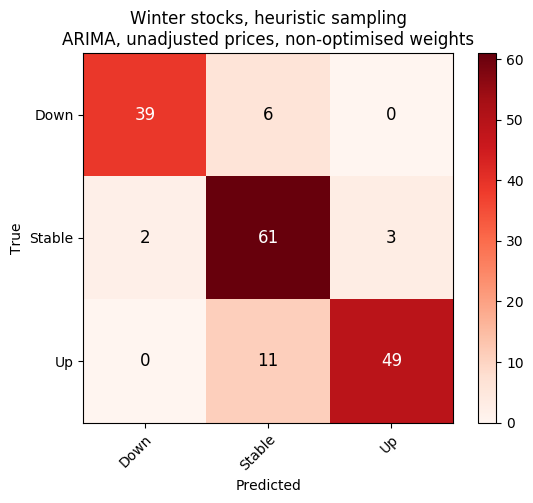 Winter stocks, heuristic sampling
ARIMA, unadjusted prices, non-optimised weights
Down 39 6 0
Stable 2 61 3
Up 0 11 49
Down Stable Up
True
Predicted
60
50
40
30
20
10
0